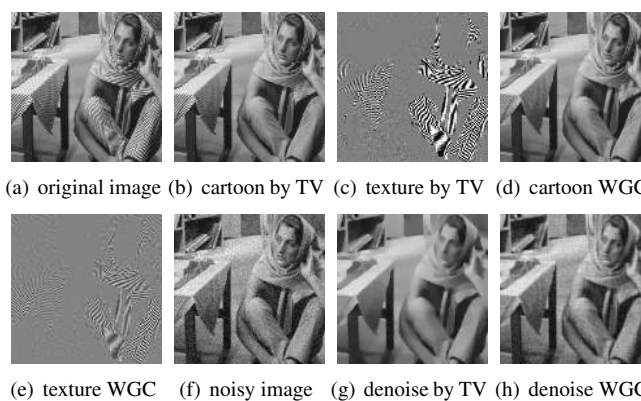 (a) original image (b) cartoon by TV (c) texture by TV (d) cartoon WGC
(e) texture WGC (f) noisy image (g) denoise by TV (h) denoise WGC